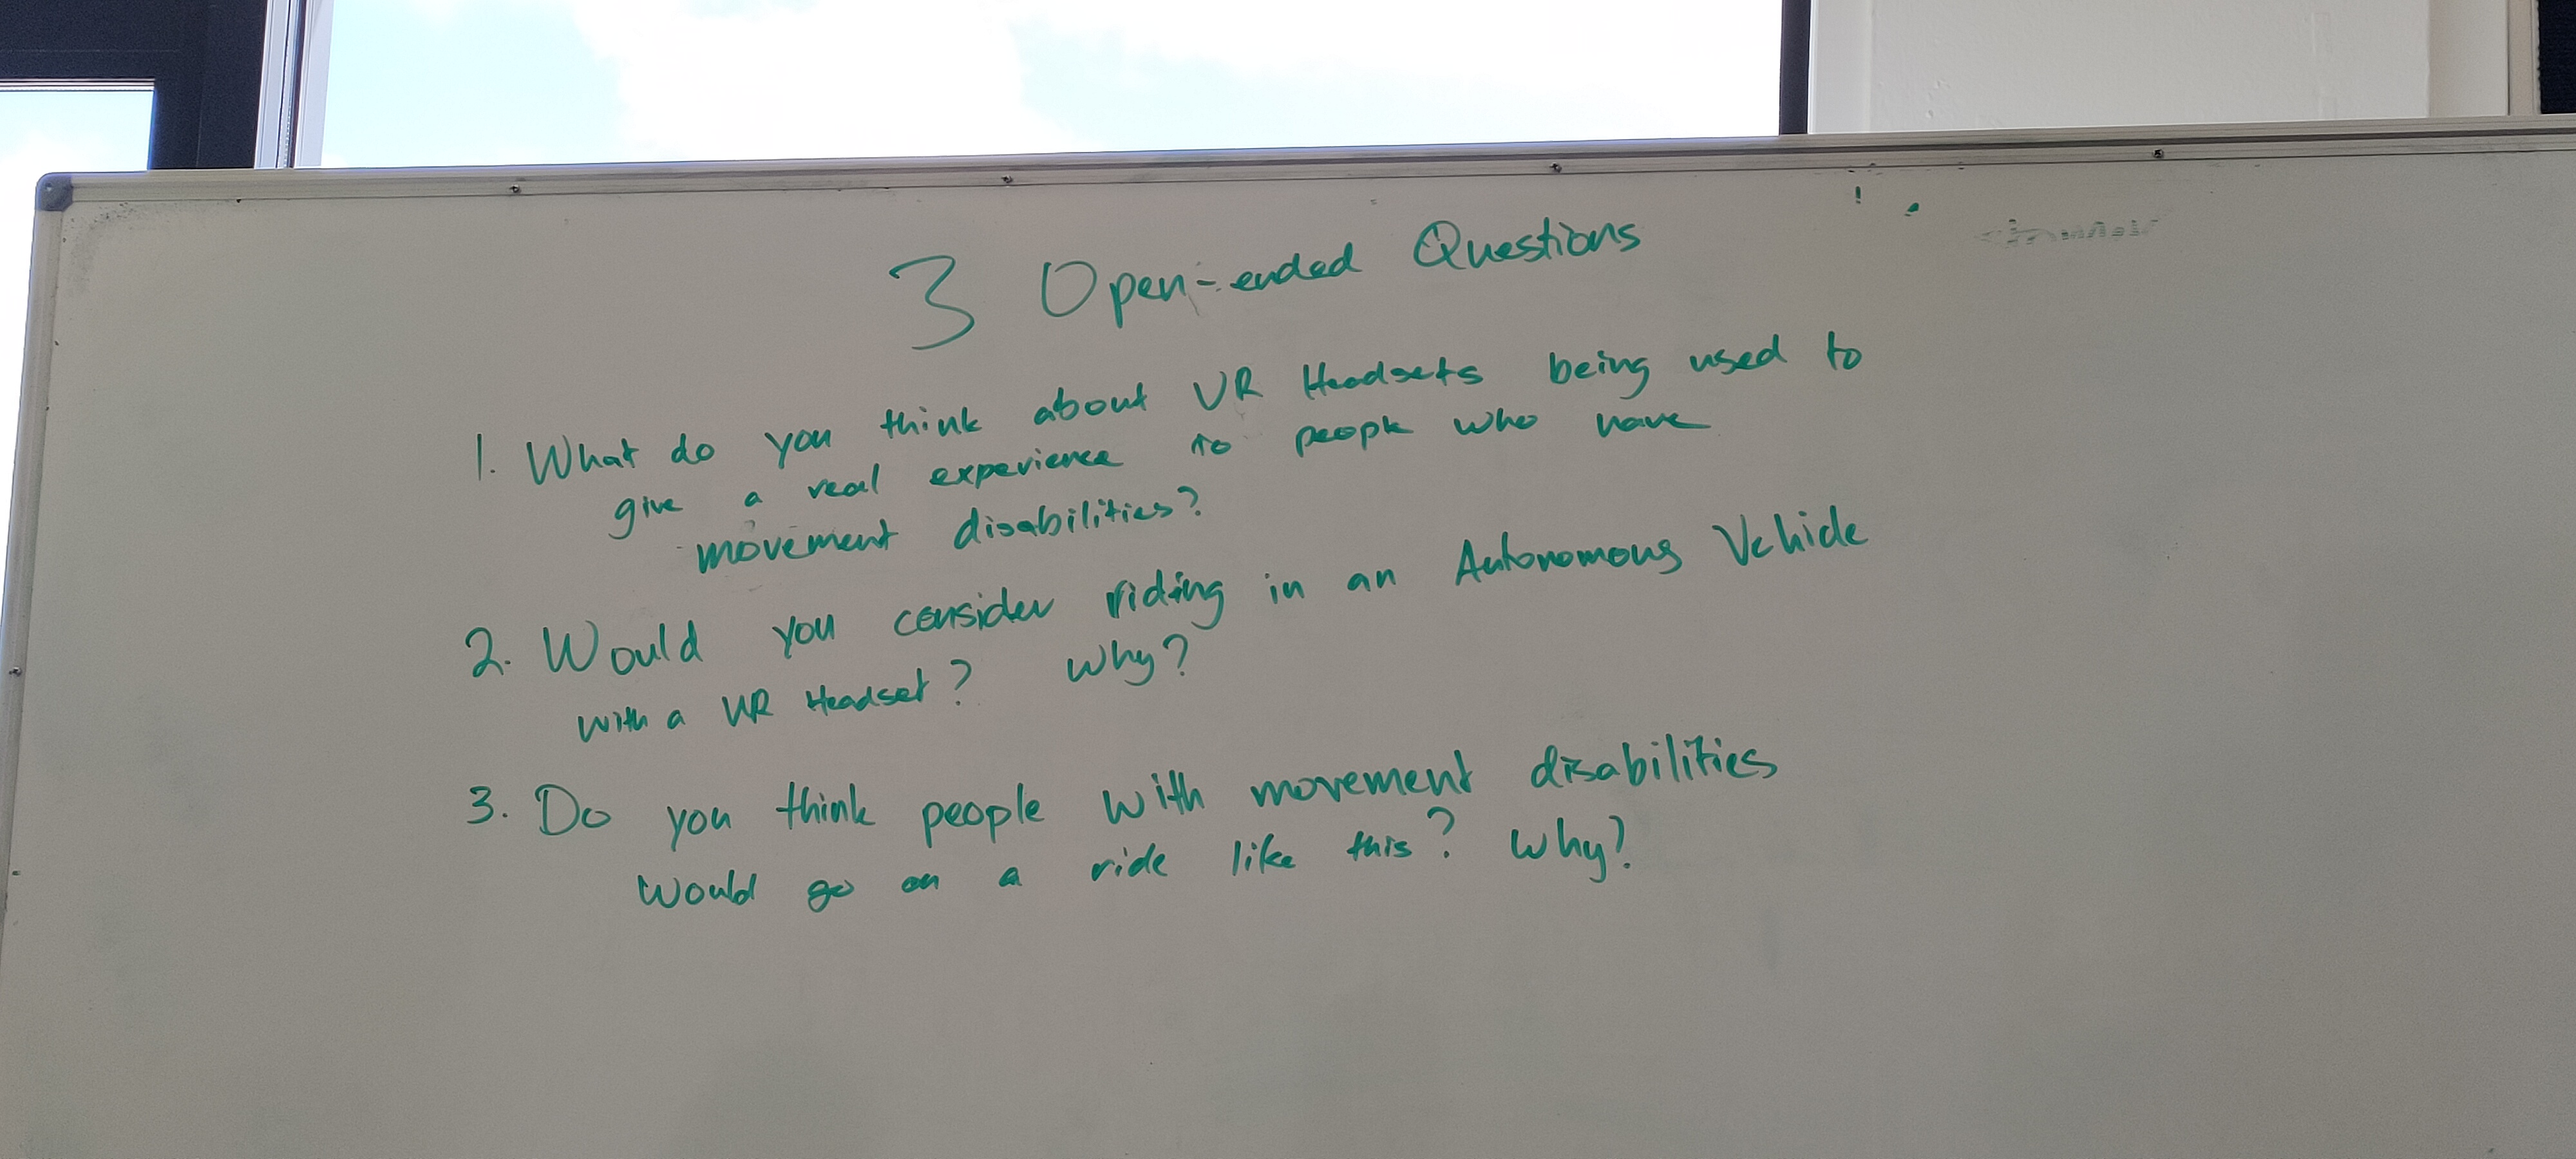 3 Open-ended Questions
1. What do you think about VR Headsets being used to
give a real experience to people who have
movement disabilities?
2. Would you consider riding in an Autonomous Vehicle
with a VR Headset? Why?
3. Do you think people with movement disabilities
would go on a ride like this? Why?